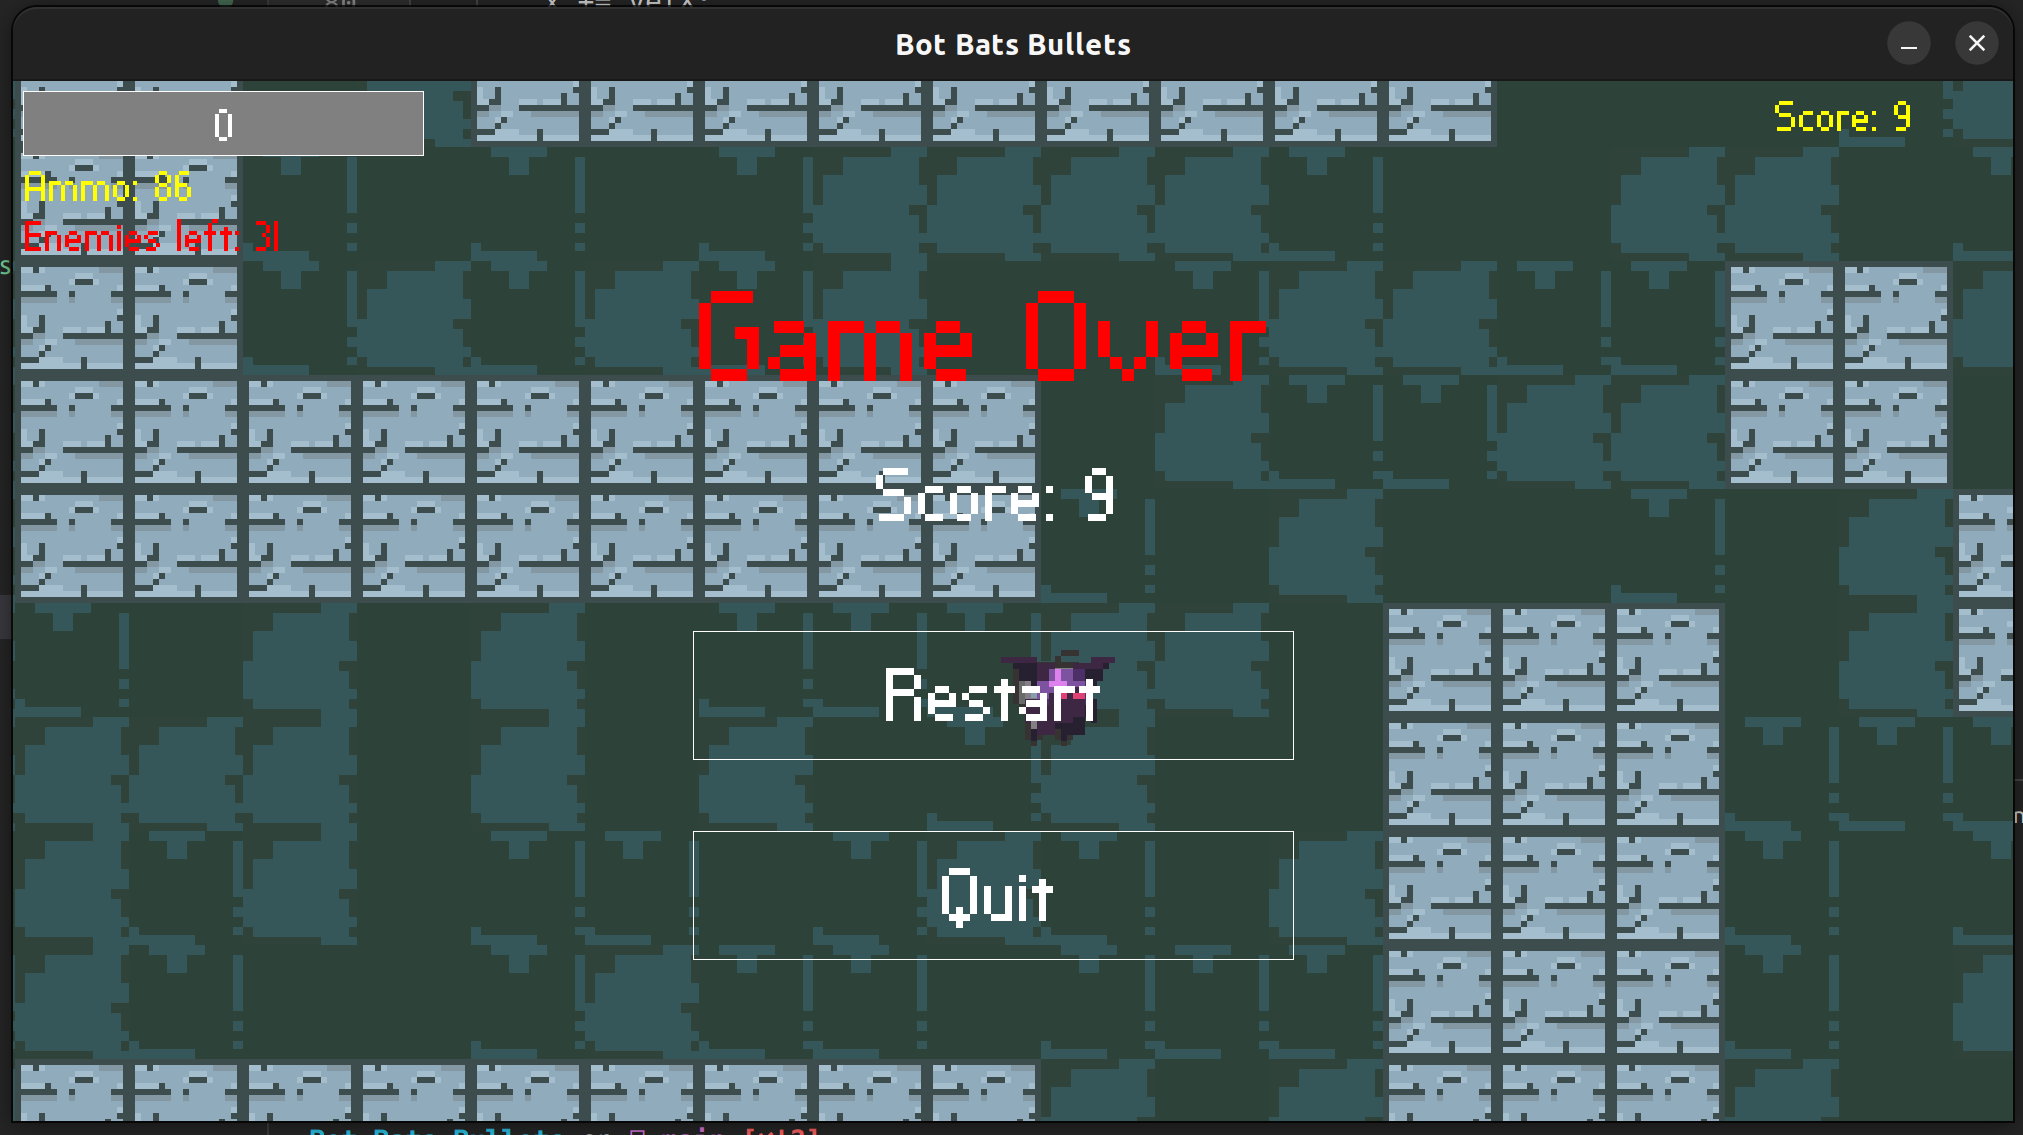 Bot Bats Bullets
0
Score: 9
Ammo: 86
Enemies left: 31
Game Over
Score: 9
Restart
Quit